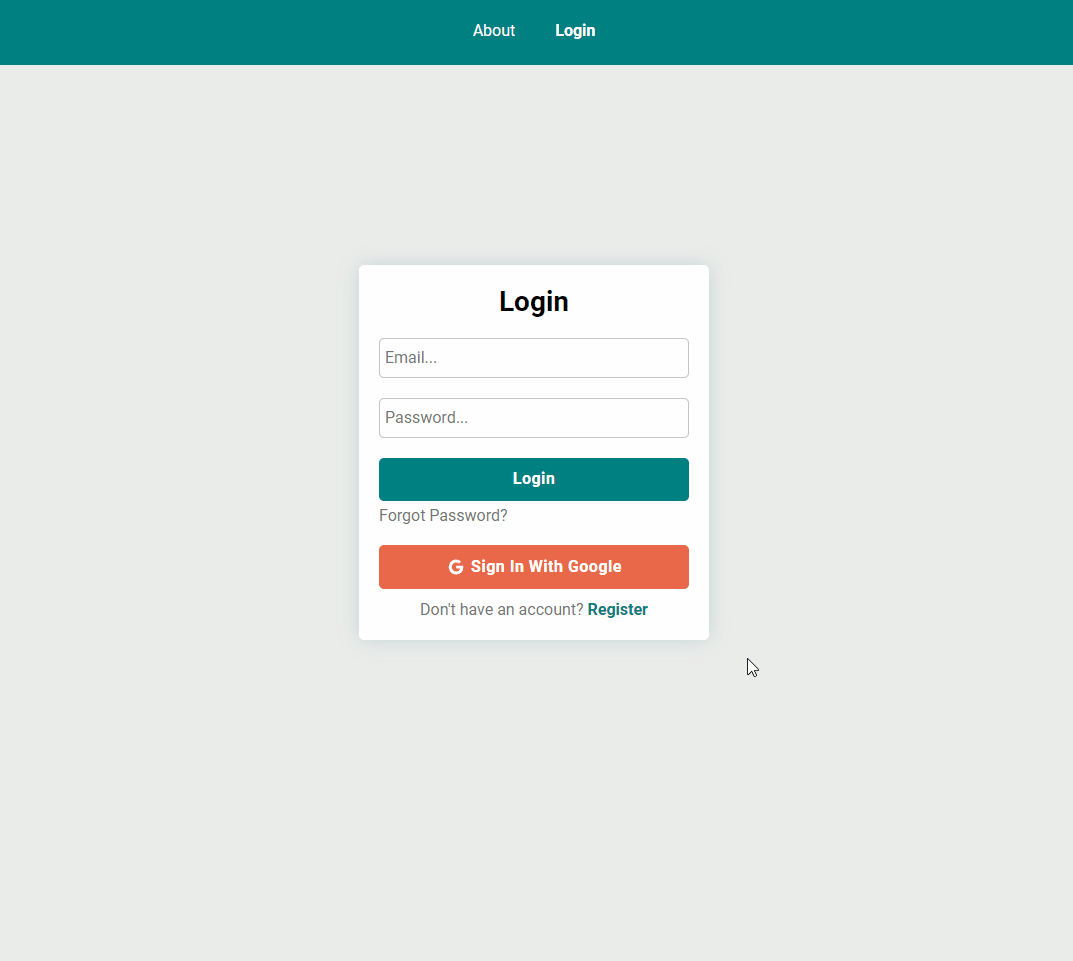 About Login
Login
Email...
Password...
Login
Forgot Password?
Sign In With Google
Don't have an account? Register